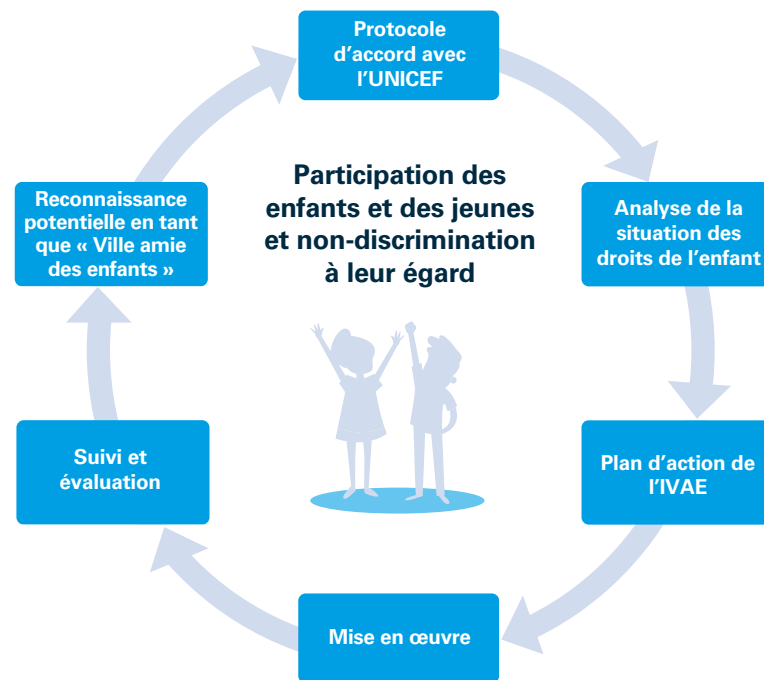 Protocole
d’accord avec
l’UNICEF
Participation des
enfants et des jeunes
et non-discrimination
à leur égard
Analyse de la
situation des
droits de l’enfant
Plan d’action de
l’IVAE
Mise en œuvre
Suivi et
évaluation
Reconnaissance
potentielle en tant
que « Ville amie
des enfants »